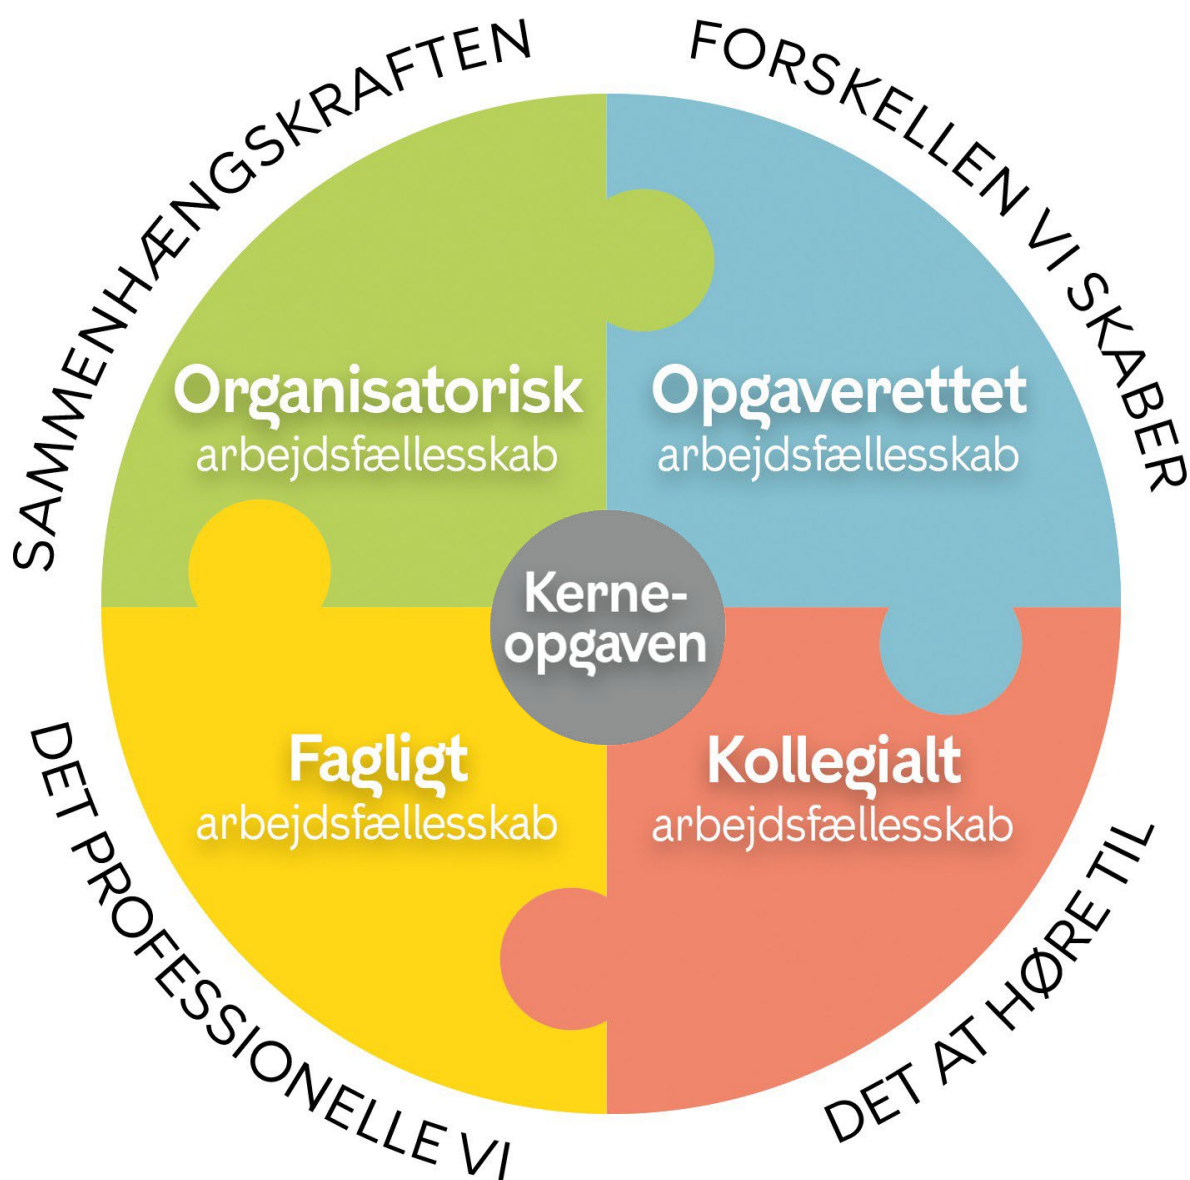 SAMMENHÆNGSKRAFTEN
FORSKELLEN VI SKABER
Organisatorisk
arbejdsfællesskab
Opgaverettet
arbejdsfællesskab
Kerne-
opgaven
Fagligt
arbejdsfællesskab
Kollegialt
arbejdsfællesskab
DET PROFESSIONELLE VI
DET AT HØRE TIL